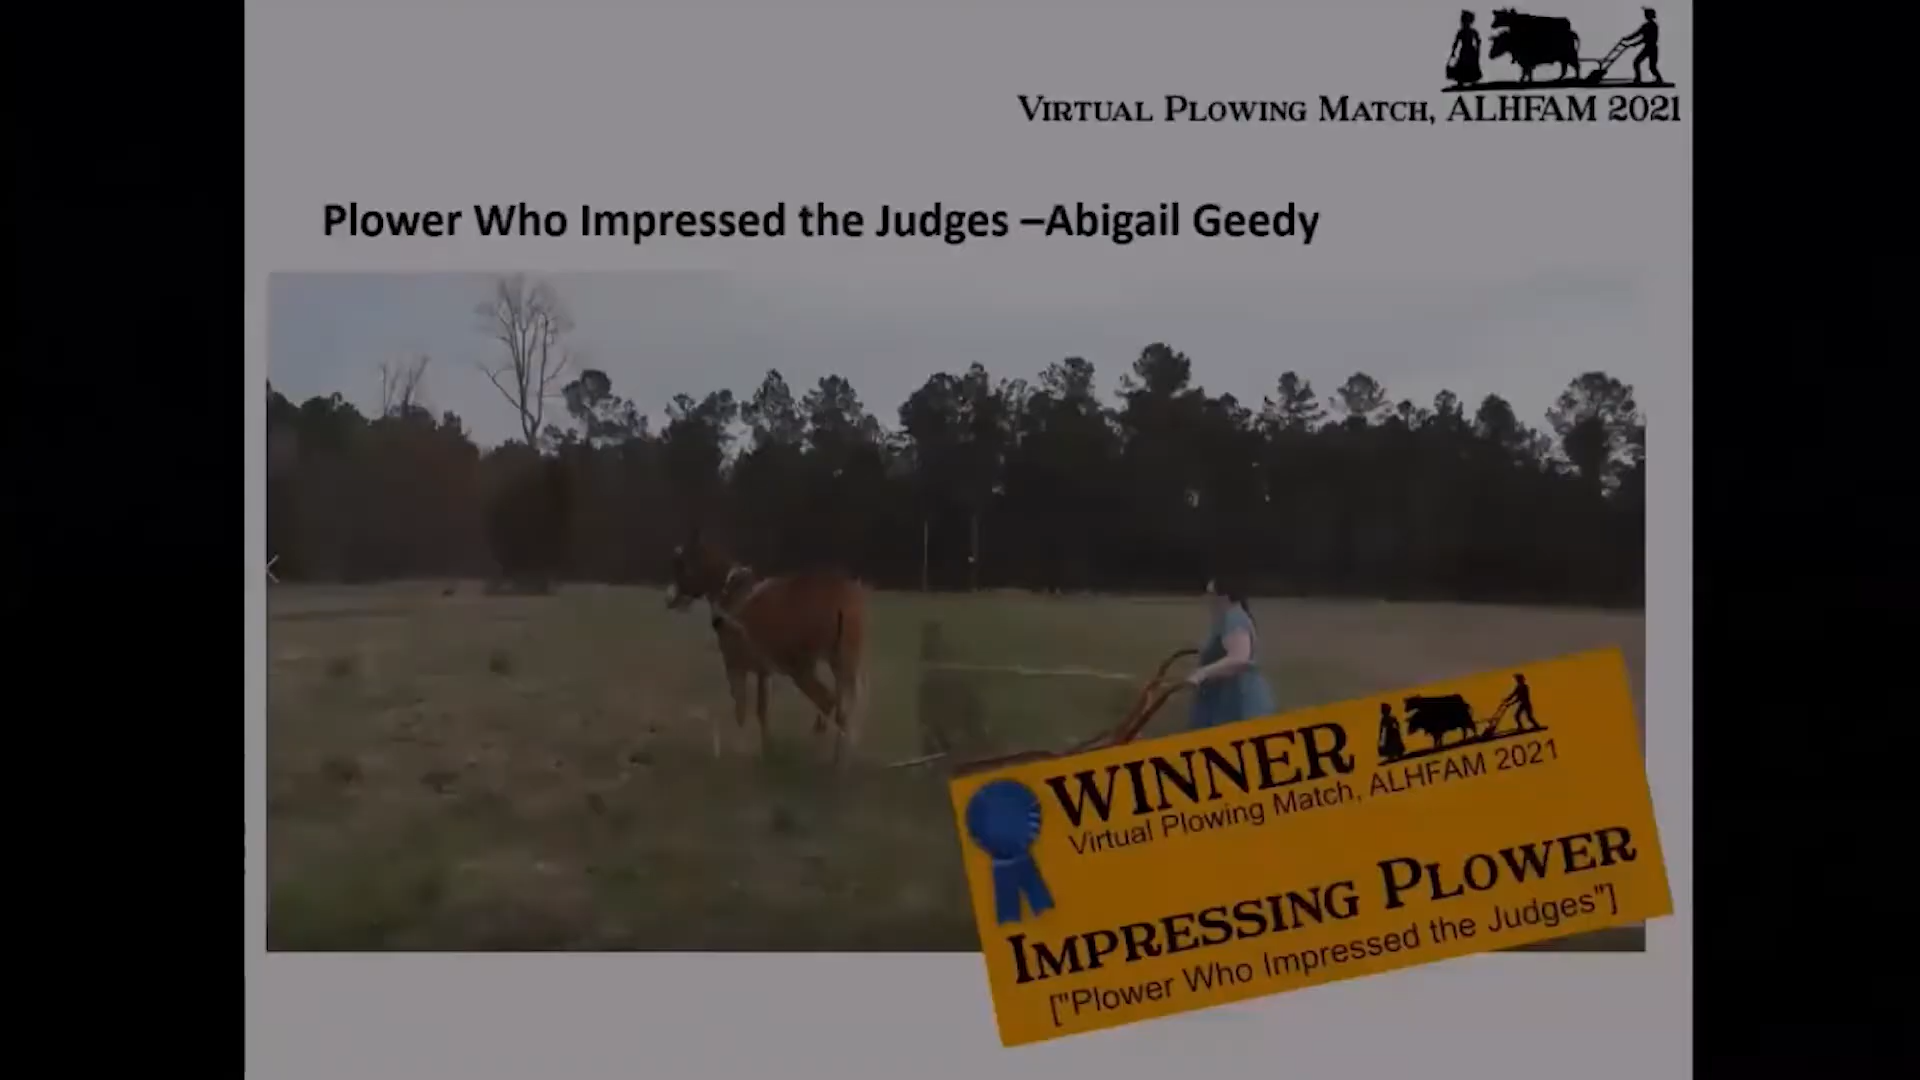 Virtual Plowing Match, ALHFAM 2021
Plower Who Impressed the Judges –Abigail Geedy
WINNER
Virtual Plowing Match, ALHFAM 2021
Impressing Plower
["Plower Who Impressed the Judges"]